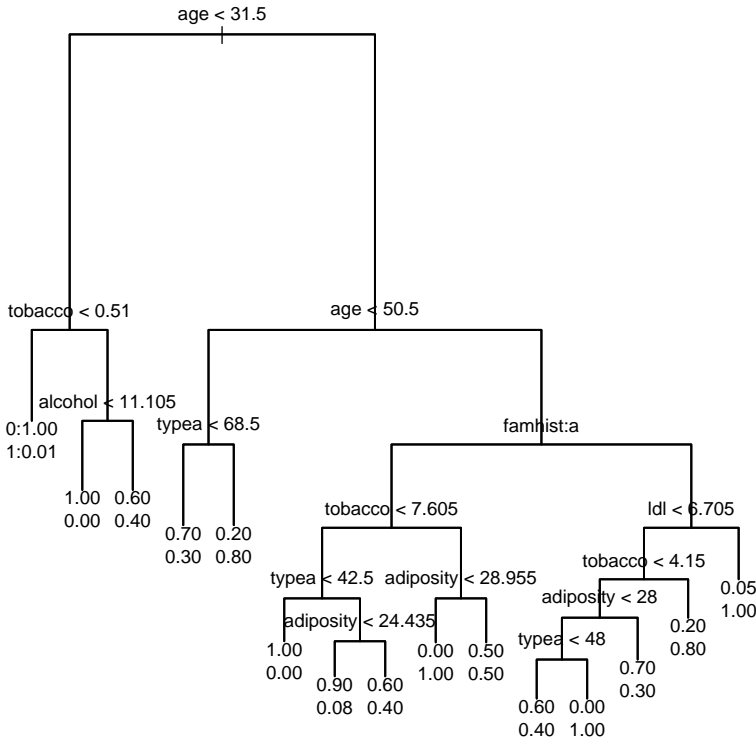 age < 31.5
tobacco < 0.51
age < 50.5
alcohol < 11.105
typea < 68.5
famhist:a
0:1.00
1:0.01
1.00
0.00
0.60
0.40
0.70
0.30
0.20
0.80
tobacco < 7.605
ldl < 6.705
typea < 42.5
adiposity < 28.955
tobacco < 4.15
0.05
1.00
adiposity < 24.435
adiposity < 28
1.00
0.00
0.00
1.00
0.50
0.50
0.20
0.80
typea < 48
0.90
0.08
0.60
0.40
0.70
0.30
0.60
0.40
0.00
1.00